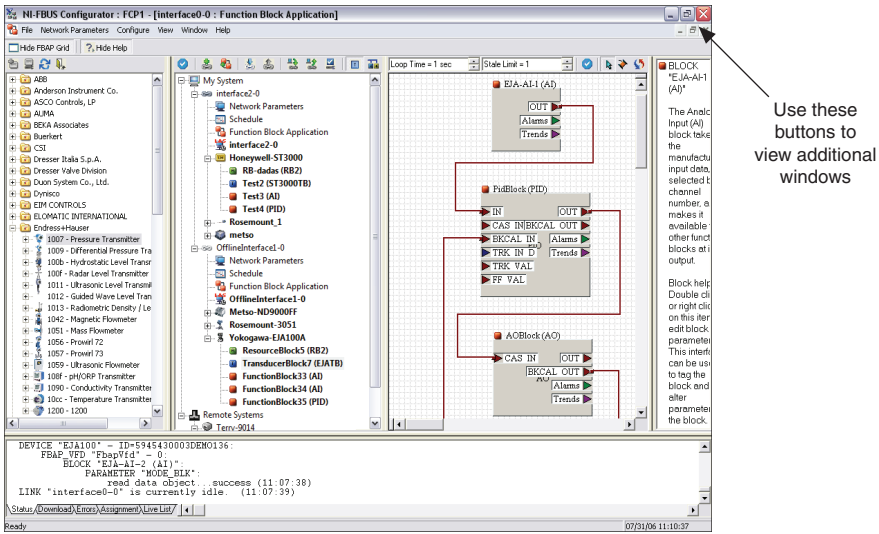 NI-FBUS Configurator : FCP1 - [interface0-0 : Function Block Application]
File Network Parameters Configure View Window Help
Hide FBAP Grid ?, Hide Help
Loop Time = 1 sec
Stale Limit = 1
ABB
Anderson Instrument Co.
ASCO Controls, LP
AUMA
BEKA Associates
Buerkert
CSI
Dresser Italia S.p.A.
Dresser Valve Division
Duon System Co., Ltd.
Dynisco
EIM CONTROLS
ELOMATIC INTERNATIONAL
Endress+Hauser
1007 - Pressure Transmitter
1009 - Differential Pressure Tra
100b - Hydrostatic Level Transr
100f - Radar Level Transmitter
1011 - Ultrasonic Level Transmi
1012 - Guided Wave Level Tran
1013 - Radiometric Density / Le
1042 - Magnetic Flowmeter
1051 - Mass Flowmeter
1056 - Prowirl 72
1057 - Prowirl 73
1059 - Ultrasonic Flowmeter
108f - pH/ORP Transmitter
1090 - Conductivity Transmitter
10cc - Temperature Transmitter
1200 - 1200
My System
interface2-0
Network Parameters
Schedule
Function Block Application
interface2-0
Honeywell-ST3000
RB-dadas (RB2)
Test2 (ST3000TB)
Test3 (AI)
Test4 (PID)
Rosemount_1
metso
OfflineInterface1-0
Network Parameters
Schedule
Function Block Application
OfflineInterface1-0
Metso-ND9000FF
Rosemount-3051
Yokogawa-EJA100A
ResourceBlock5 (RB2)
TransducerBlock7 (EJATB)
FunctionBlock33 (AI)
FunctionBlock34 (AI)
FunctionBlock35 (PID)
Remote Systems
Terry-9014
EJA-AI-1 (AI)
OUT
Alarms
Trends
PidBlock (PID)
IN OUT
CAS IN BKCAL OUT
BKCAL IN Alarms
TRK IN D Trends
TRK VAL
FF VAL
AOBlock (AO)
CAS IN OUT
BKCAL OUT
AO
Alarms
Trends
BLOCK
"EJA-AI-1
(AI)"
The Analc
Input (AI)
block take
the
manufactu
input data,
selected b
channel
number, a
makes it
available
other funct
blocks at i
output.
Block help
Double cli
or right clic
on this iter
edit block
parameter
This interfa
can be us
to tag the
block and
alter
parameter
the block.
DEVICE "EJA100" - ID=5945430003DEMO136:
FBAP_VFD "FbapVfd" - 0:
BLOCK "EJA-AI-2 (AI)":
PARAMETER "MODE_BLK":
read data object...success (11:07:38)
LINK "interface0-0" is currently idle. (11:07:39)
Status Download Errors Assignment Live List
Ready
07/31/06 11:10:37
Use these
buttons to
view additional
windows